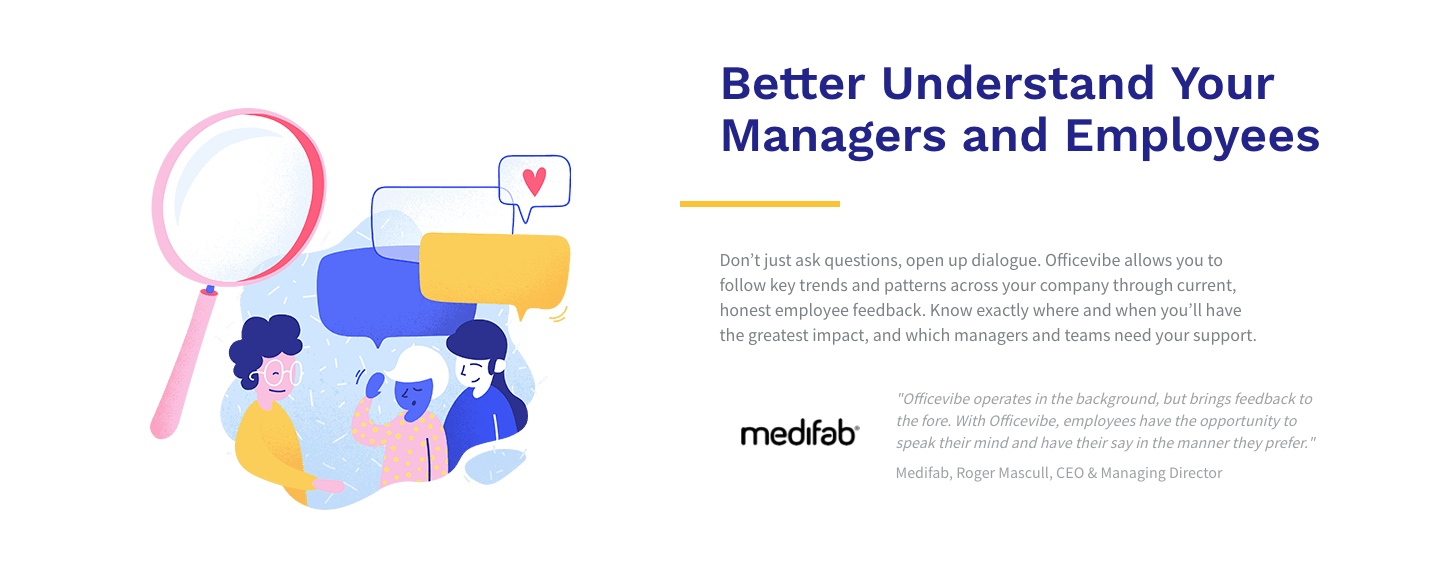 Better Understand Your
Managers and Employees
Don’t just ask questions, open up dialogue. Officevibe allows you to
follow key trends and patterns across your company through current,
honest employee feedback. Know exactly where and when you’ll have
the greatest impact, and which managers and teams need your support.
medifab®
"Officevibe operates in the background, but brings feedback to
the fore. With Officevibe, employees have the opportunity to
speak their mind and have their say in the manner they prefer."
Medifab, Roger Mascull, CEO & Managing Director